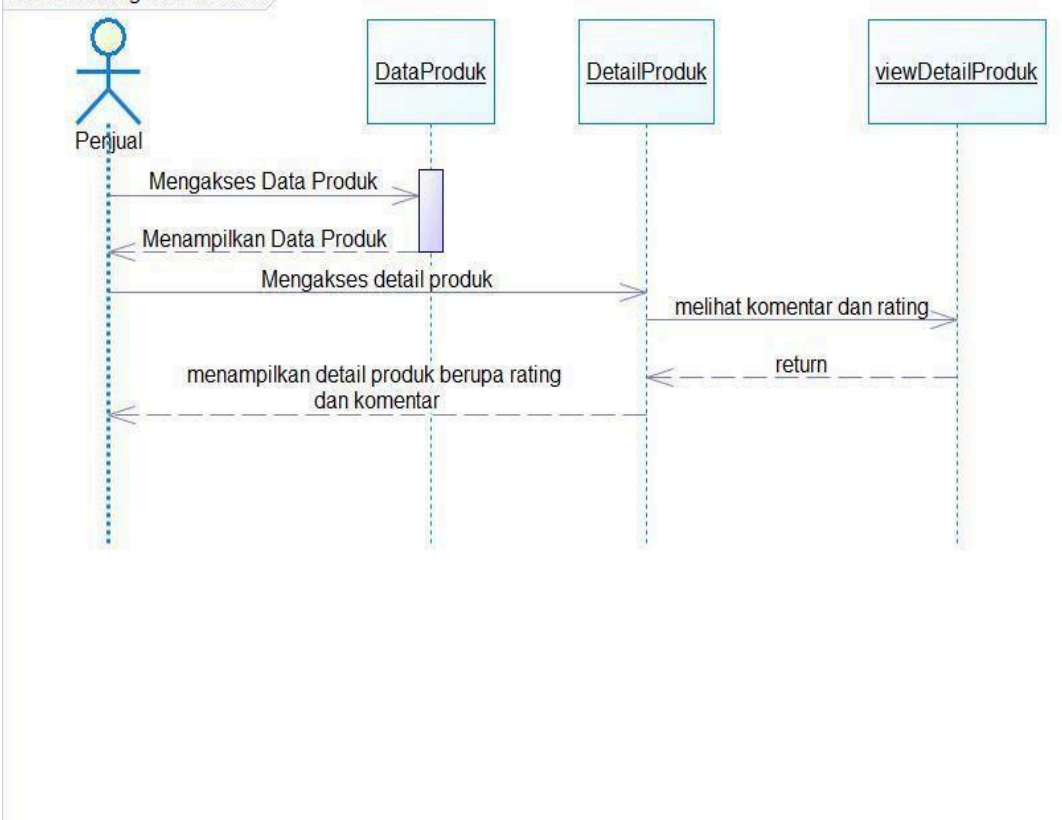 DataProduk
DetailProduk
viewDetailProduk
Penjual
Mengakses Data Produk
Menampilkan Data Produk
Mengakses detail produk
melihat komentar dan rating
return
menampilkan detail produk berupa rating
dan komentar